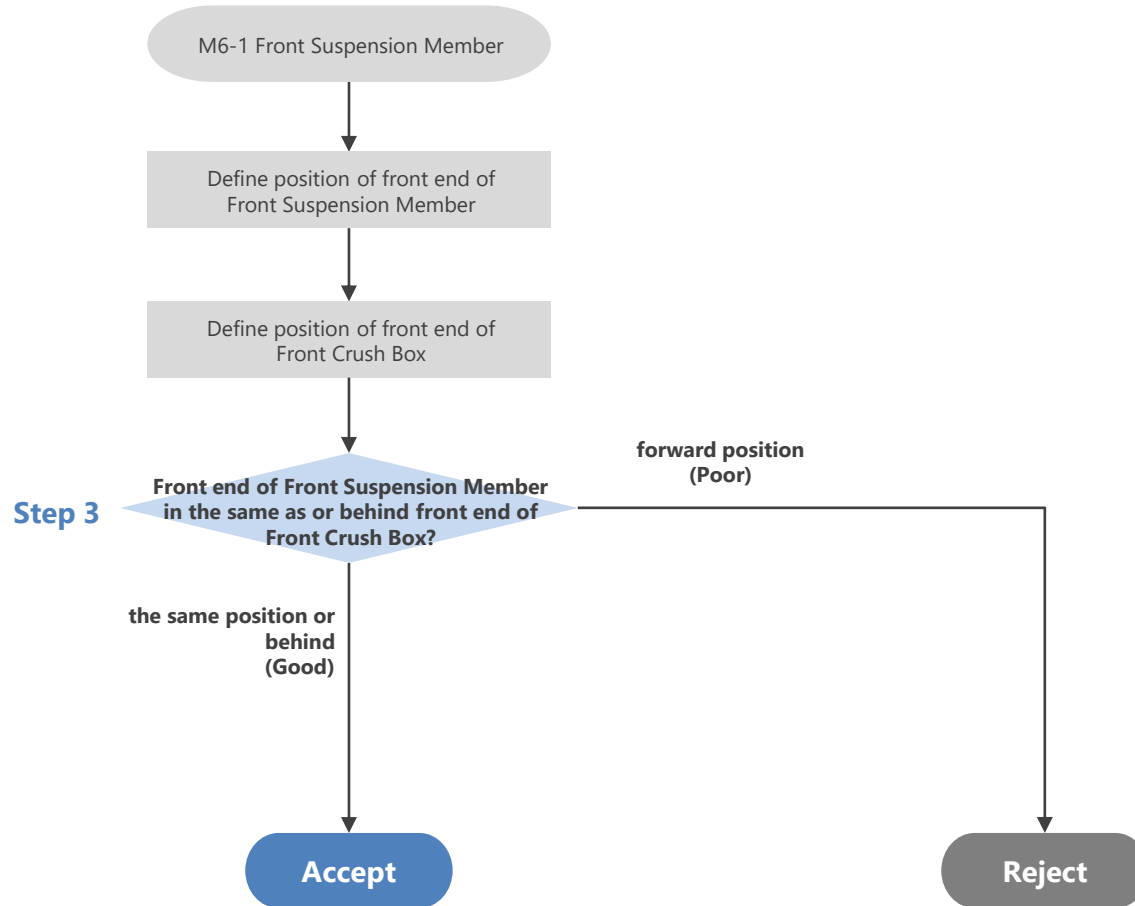 M6-1 Front Suspension Member
Define position of front end of
Front Suspension Member
Define position of front end of
Front Crush Box
forward position
(Poor)
Step 3
Front end of Front Suspension Member
in the same as or behind front end of
Front Crush Box?
the same position or
behind
(Good)
Accept
Reject